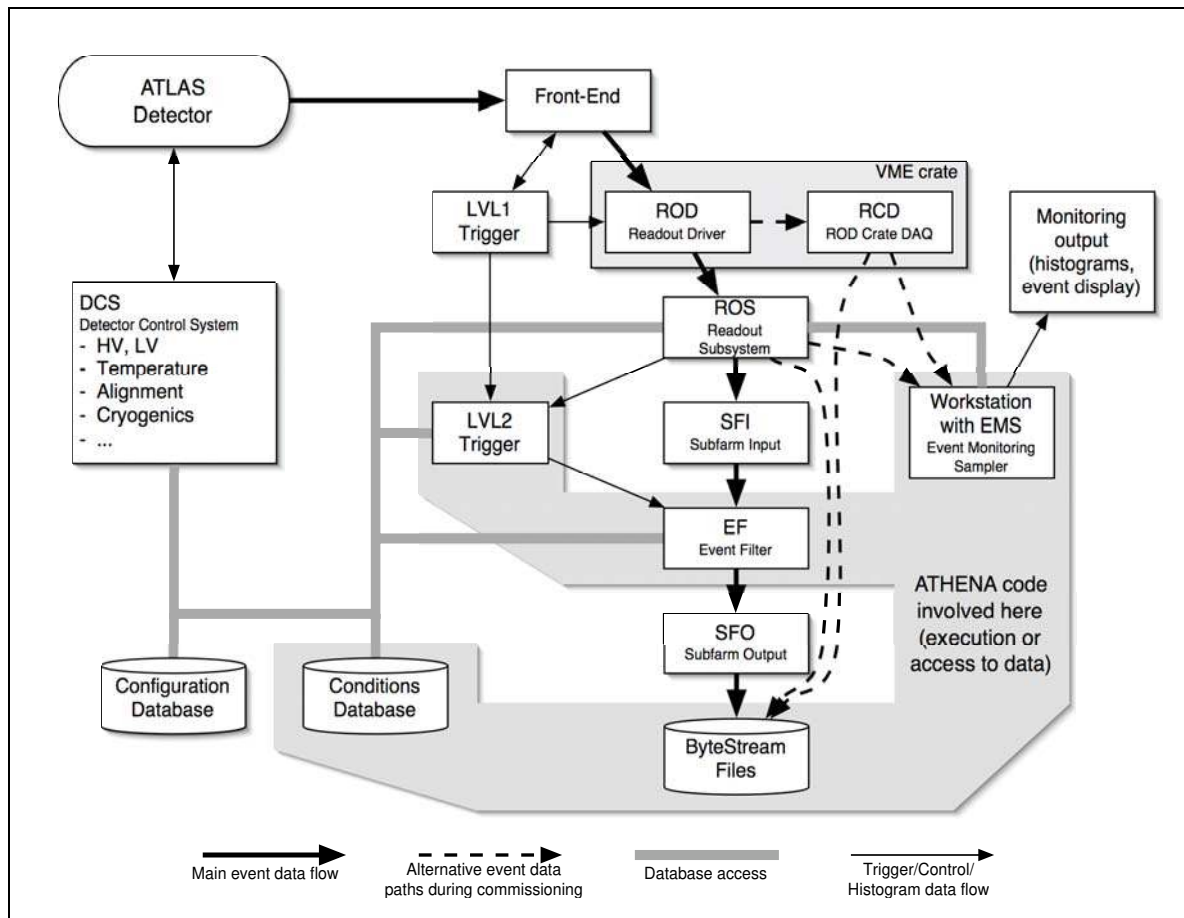 ATLAS
Detector
Front-End
VME crate
LVL1
Trigger
ROD
Readout Driver
RCD
ROD Crate DAQ
Monitoring
output
(histograms,
event display)
DCS
Detector Control System
- HV, LV
- Temperature
- Alignment
- Cryogenics
- ...
ROS
Readout
Subsystem
LVL2
Trigger
SFI
Subfarm Input
Workstation
with EMS
Event Monitoring
Sampler
EF
Event Filter
ATHENA code
involved here
(execution or
access to data)
SFO
Subfarm Output
Configuration
Database
Conditions
Database
ByteStream
Files
Main event data flow
Alternative event data
paths during commissioning
Database access
Trigger/Control/
Histogram data flow